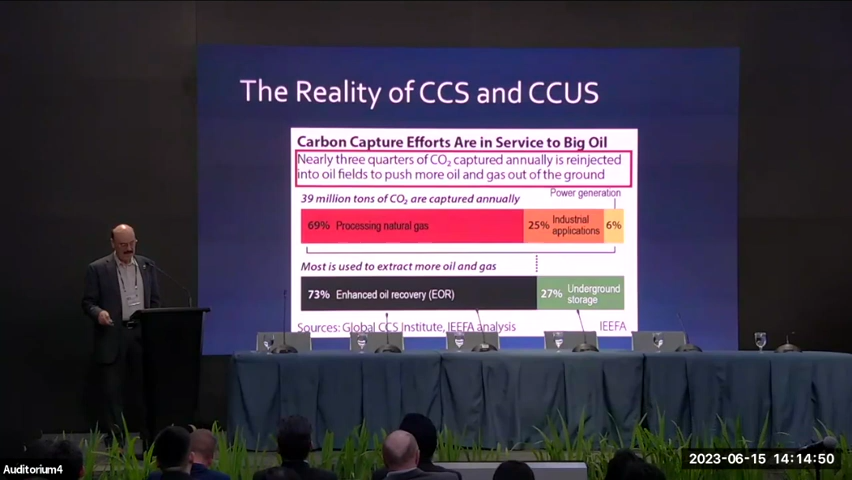 The Reality of CCS and CCUS
Carbon Capture Efforts Are in Service to Big Oil
Nearly three quarters of CO₂ captured annually is reinjected
into oil fields to push more oil and gas out of the ground
Power generation
39 million tons of CO₂ are captured annually
69% Processing natural gas
25% Industrial
applications
6%
Most is used to extract more oil and gas
73% Enhanced oil recovery (EOR)
27% Underground
storage
Sources: Global CCS Institute, IEEFA analysis
IEEFA
Auditorium4
2023-06-15 14:14:50